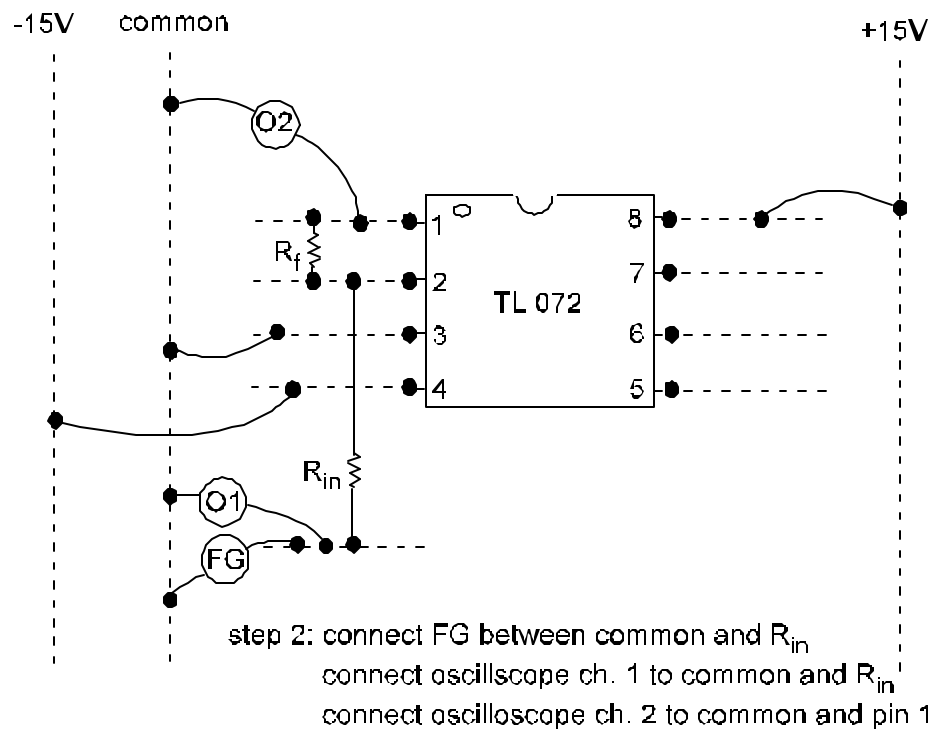 -15V common +15V
O2
1 8
Rf
2 7
TL 072
3 6
4 5
Rin
O1
FG
step 2: connect FG between common and Rin
connect oscillscope ch. 1 to common and Rin
connect oscilloscope ch. 2 to common and pin 1